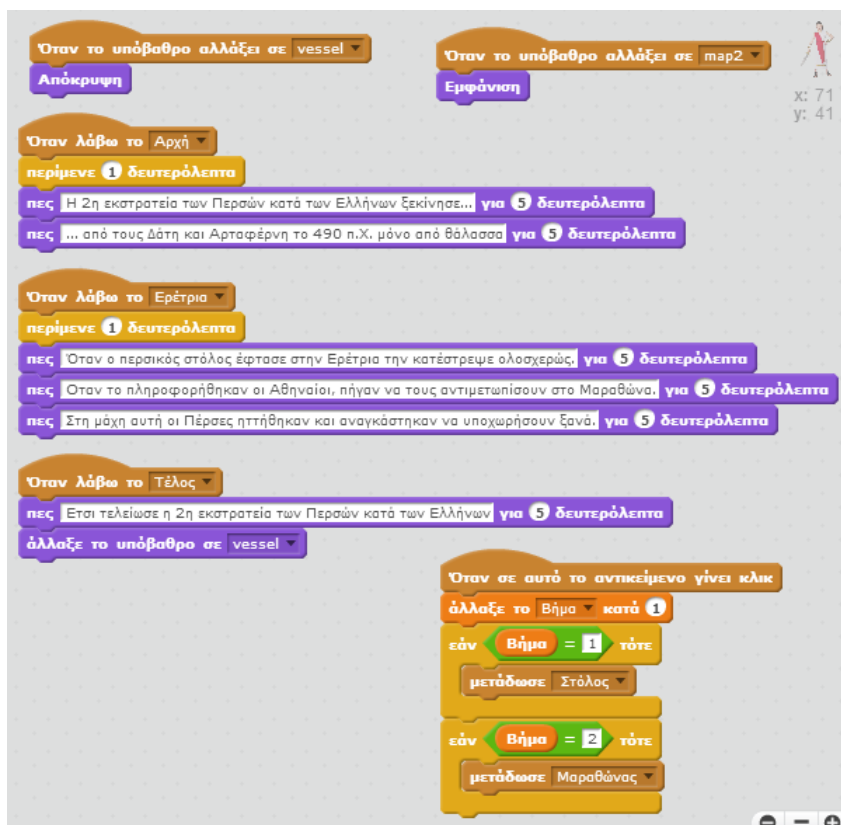 Όταν το υπόβαθρο αλλάξει σε vessel
Απόκρυψη
Όταν το υπόβαθρο αλλάξει σε map2
Εμφάνιση
x: 71
y: 41
Όταν λάβω το Αρχή
περίμενε 1 δευτερόλεπτα
πες Η 2η εκστρατεία των Περσών κατά των Ελλήνων ξεκίνησε... για 5 δευτερόλεπτα
πες ... από τους Δάτη και Αρταφέρνη το 490 π.Χ. μόνο από θάλασσα για 5 δευτερόλεπτα
Όταν λάβω το Ερέτρια
περίμενε 1 δευτερόλεπτα
πες Όταν ο περσικός στόλος έφτασε στην Ερέτρια την κατέστρεψε ολοσχερώς. για 5 δευτερόλεπτα
πες Οταν το πληροφορήθηκαν οι Αθηναίοι, πήγαν να τους αντιμετωπίσουν στο Μαραθώνα. για 5 δευτερόλεπτα
πες Στη μάχη αυτή οι Πέρσες ηττήθηκαν και αναγκάστηκαν να υποχωρήσουν ξανά. για 5 δευτερόλεπτα
Όταν λάβω το Τέλος
πες Ετσι τελείωσε η 2η εκστρατεία των Περσών κατά των Ελλήνων για 5 δευτερόλεπτα
άλλαξε το υπόβαθρο σε vessel
Όταν σε αυτό το αντικείμενο γίνει κλικ
άλλαξε το Βήμα κατά 1
εάν Βήμα = 1 τότε
μετάδωσε Στόλος
εάν Βήμα = 2 τότε
μετάδωσε Μαραθώνας